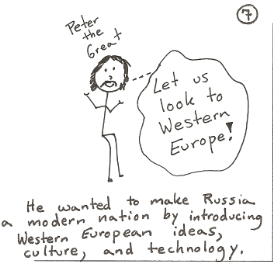 7
Peter
the
Great
Let us
look to
Western
Europe!
He wanted to make Russia
a modern nation by introducing
Western European ideas,
culture, and technology.